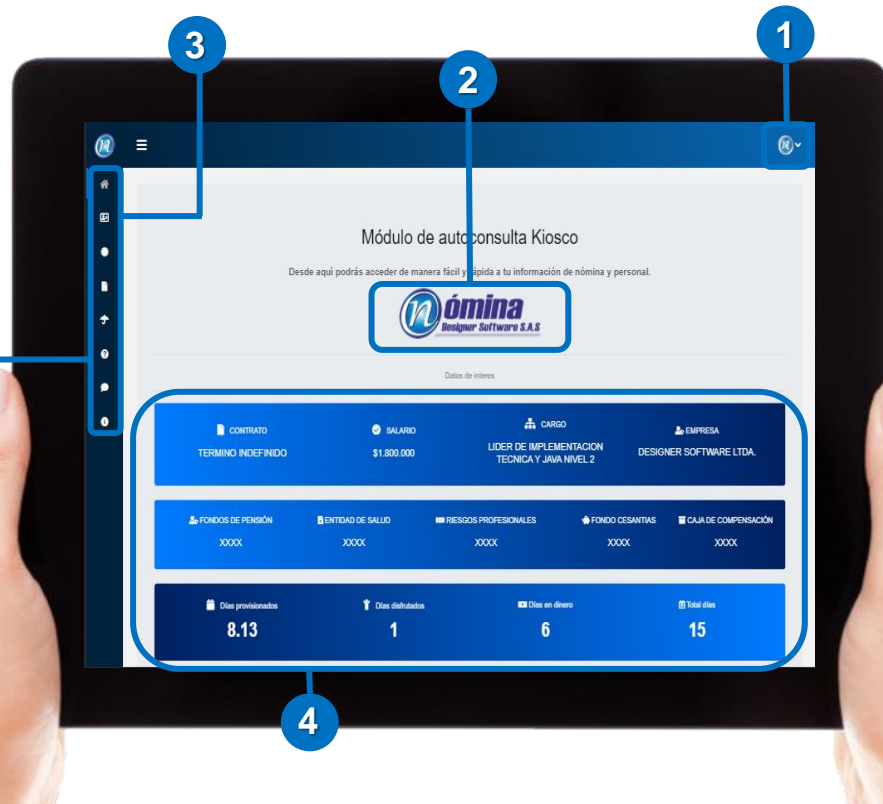 3
1
2
Módulo de autoconsulta Kiosco
Desde aquí podrás acceder de manera fácil y rápida a tu información de nómina y personal.
nómina
Designer Software S.A.S
Datos de interes
CONTRATO
TERMINO INDEFINIDO
SALARIO
$1.800.000
CARGO
LIDER DE IMPLEMENTACION
TECNICA Y JAVA NIVEL 2
EMPRESA
DESIGNER SOFTWARE LTDA.
FONDOS DE PENSIÓN
XXXX
ENTIDAD DE SALUD
XXXX
RIESGOS PROFESIONALES
XXXX
FONDO CESANTIAS
XXXX
CAJA DE COMPENSACIÓN
XXXX
Días provisionados
8.13
Días disfrutados
1
Días en dinero
6
Total días
15
4